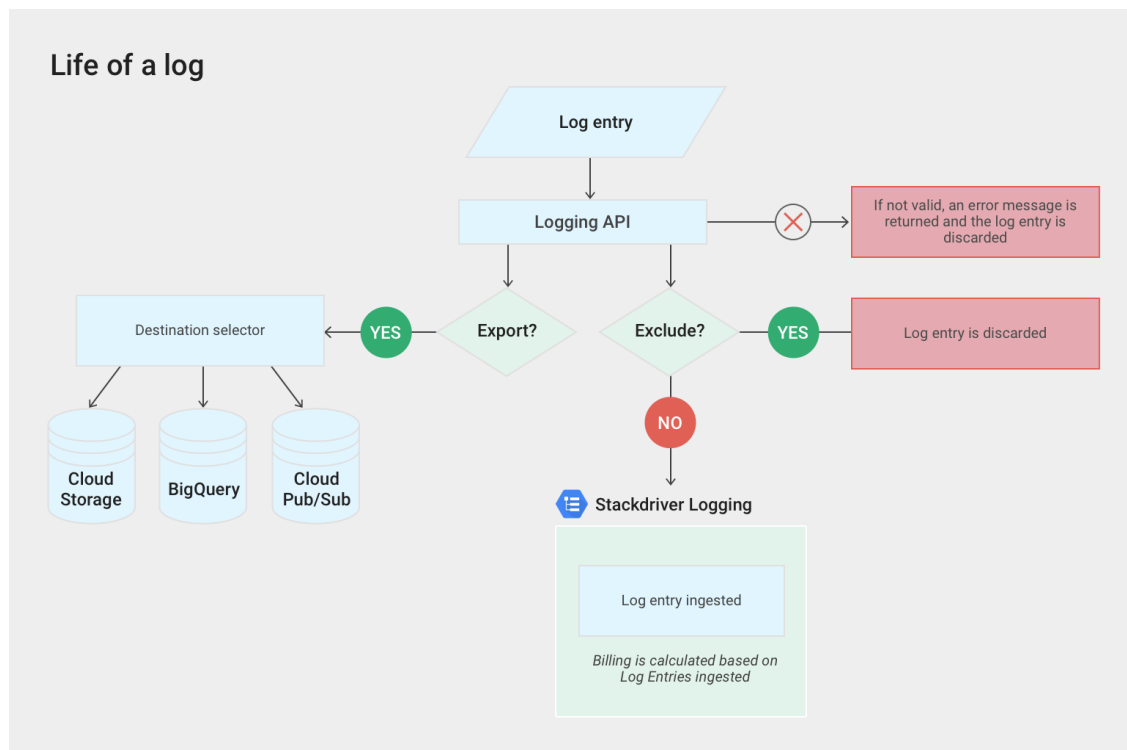 Life of a log
Log entry
Logging API
If not valid, an error message is
returned and the log entry is
discarded
Destination selector
YES
Export?
Exclude?
YES
Log entry is discarded
NO
Cloud
Storage
BigQuery
Cloud
Pub/Sub
Stackdriver Logging
Log entry ingested
Billing is calculated based on
Log Entries ingested